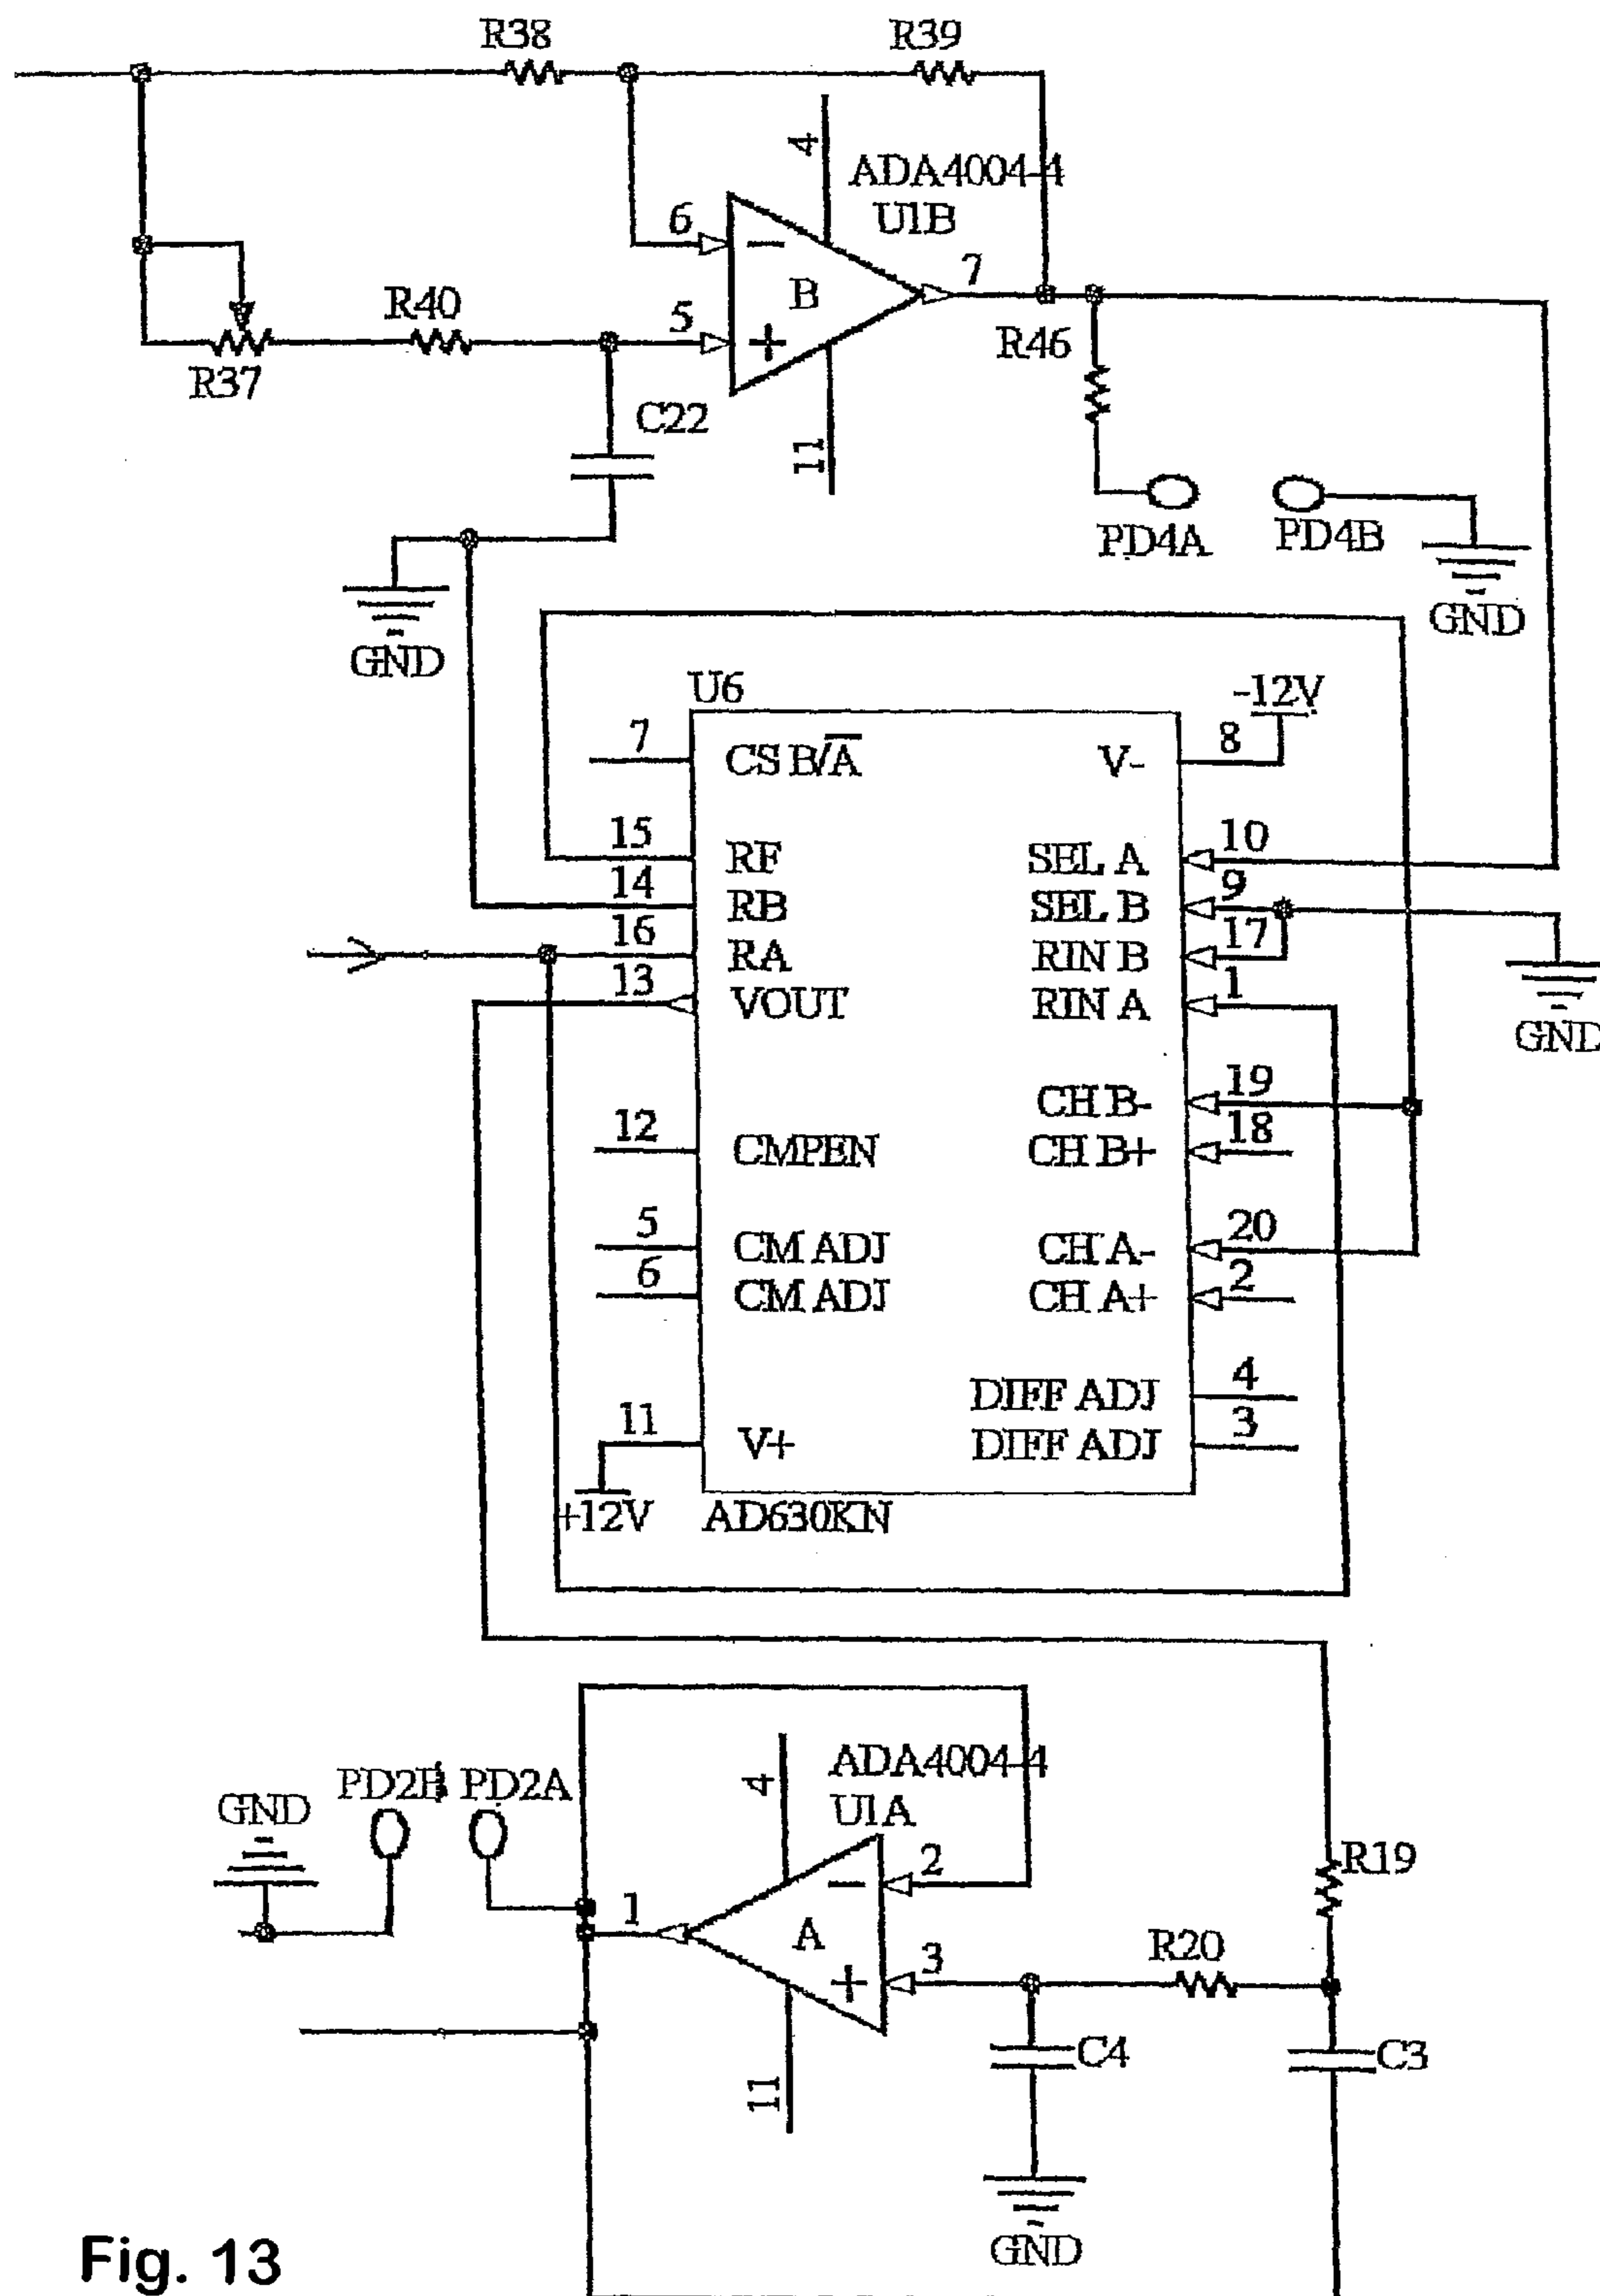 R38
R39
4
ADA4004-4
U1B
6
B
7
R40
5
R46
R37
C22
11
PD4A
PD4B
GND
GND
U6
-12V
7
CS B/A
V-
8
15
RF
SEL A
10
14
RB
SEL B
9
16
RA
RIN B
17
13
VOUT
RIN A
1
CH B-
19
12
CMPEN
CH B+
18
5
CM ADJ
CH A-
20
6
CM ADJ
CH A+
2
DIFF ADJ
4
11
V+
DIFF ADJ
3
+12V
AD630KN
GND
4
ADA4004-4
U1A
GND
PD2B
PD2A
2
R19
1
A
3
R20
11
C4
C3
GND
Fig. 13